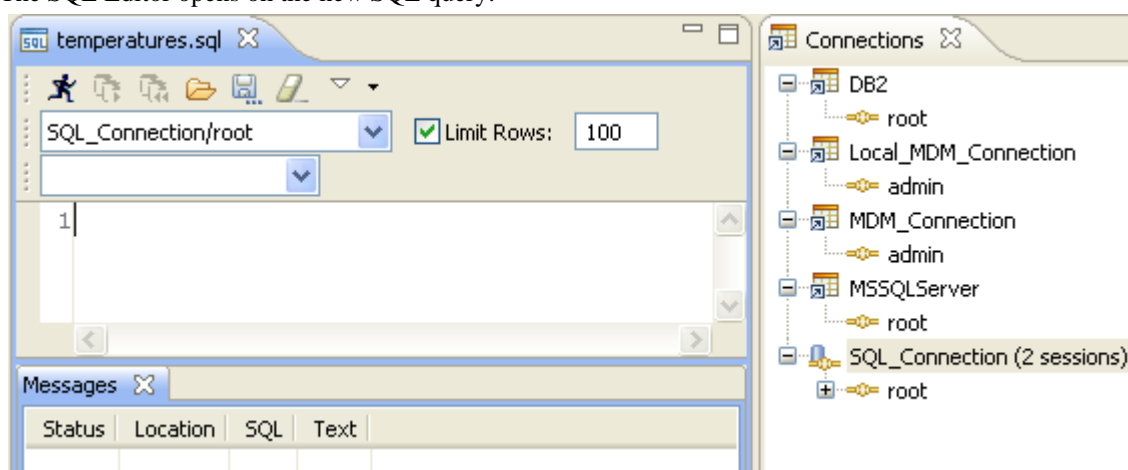 The SQL Editor opens on the new SQL query.
SQL temperatures.sql
SQL_Connection/root Limit Rows: 100
1
Messages
Status Location SQL Text
Connections
DB2
root
Local_MDM_Connection
admin
MDM_Connection
admin
MSSQLServer
root
SQL_Connection (2 sessions)
root